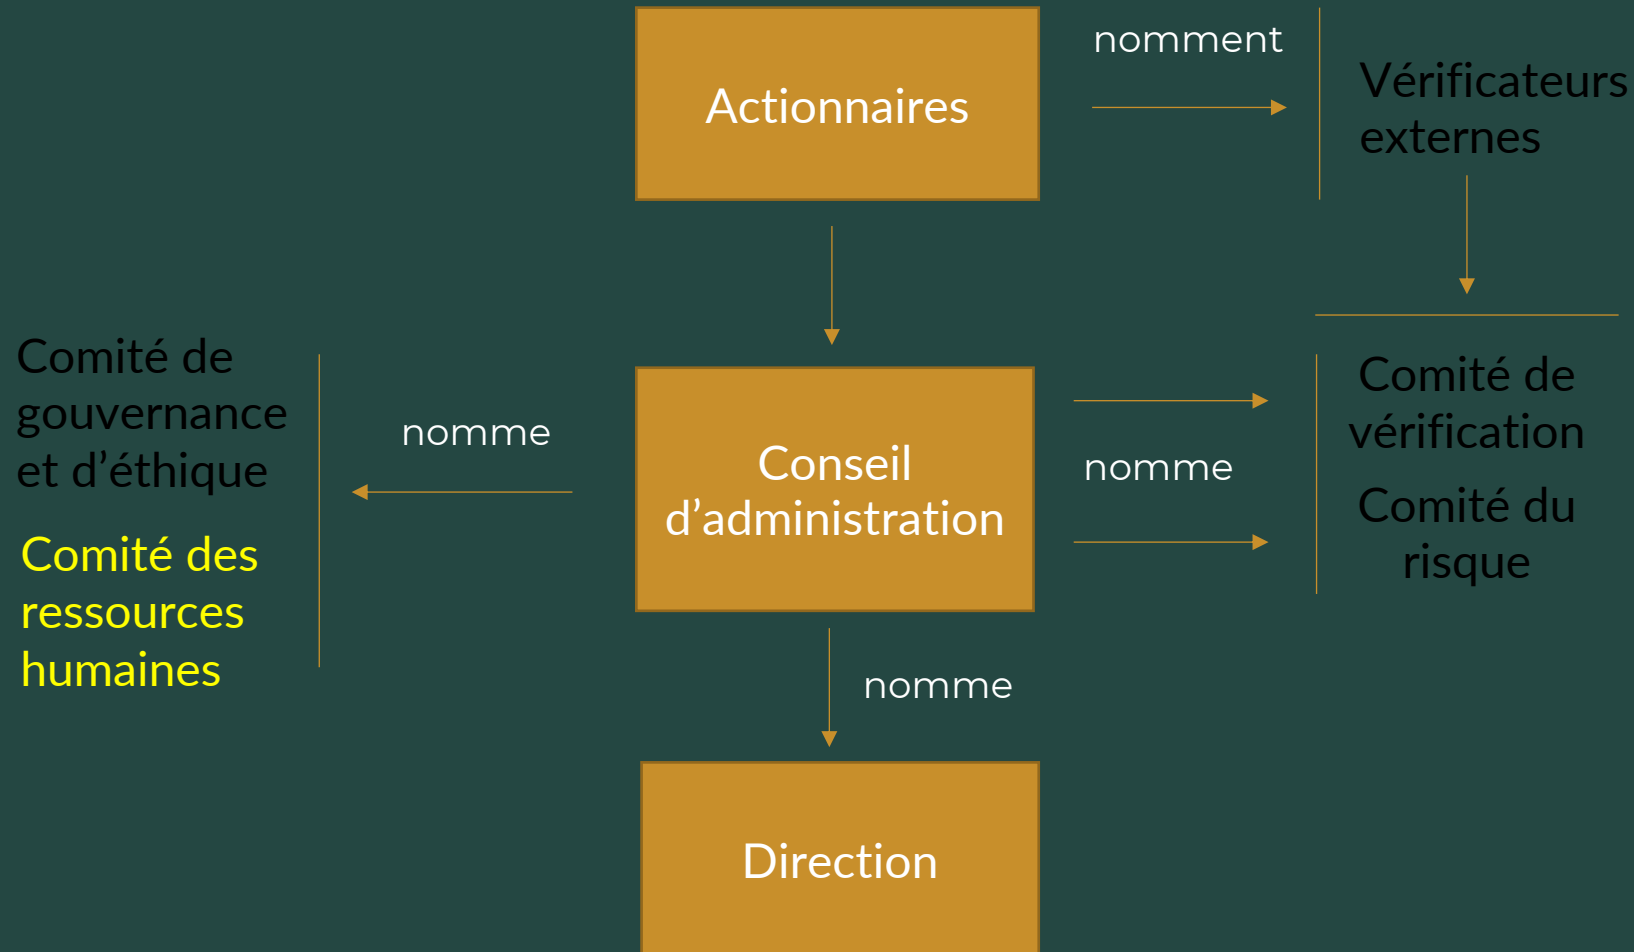 Actionnaires
nomment
Vérificateurs
externes
Comité de
gouvernance
et d’éthique
Comité des
ressources
humaines
nomme
Conseil
d’administration
nomme
Comité de
vérification
Comité du
risque
nomme
Direction